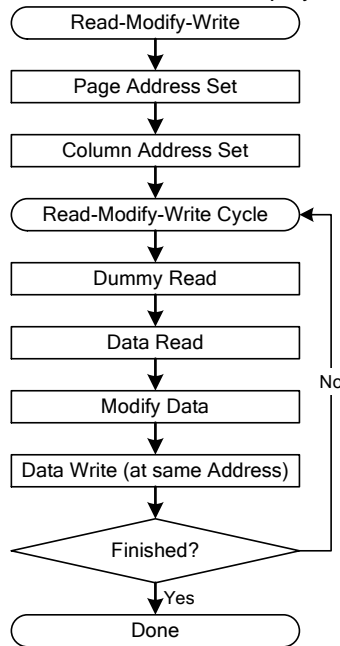 Read-Modify-Write
Page Address Set
Column Address Set
Read-Modify-Write Cycle
Dummy Read
Data Read
No
Modify Data
Data Write (at same Address)
Finished?
Yes
Done